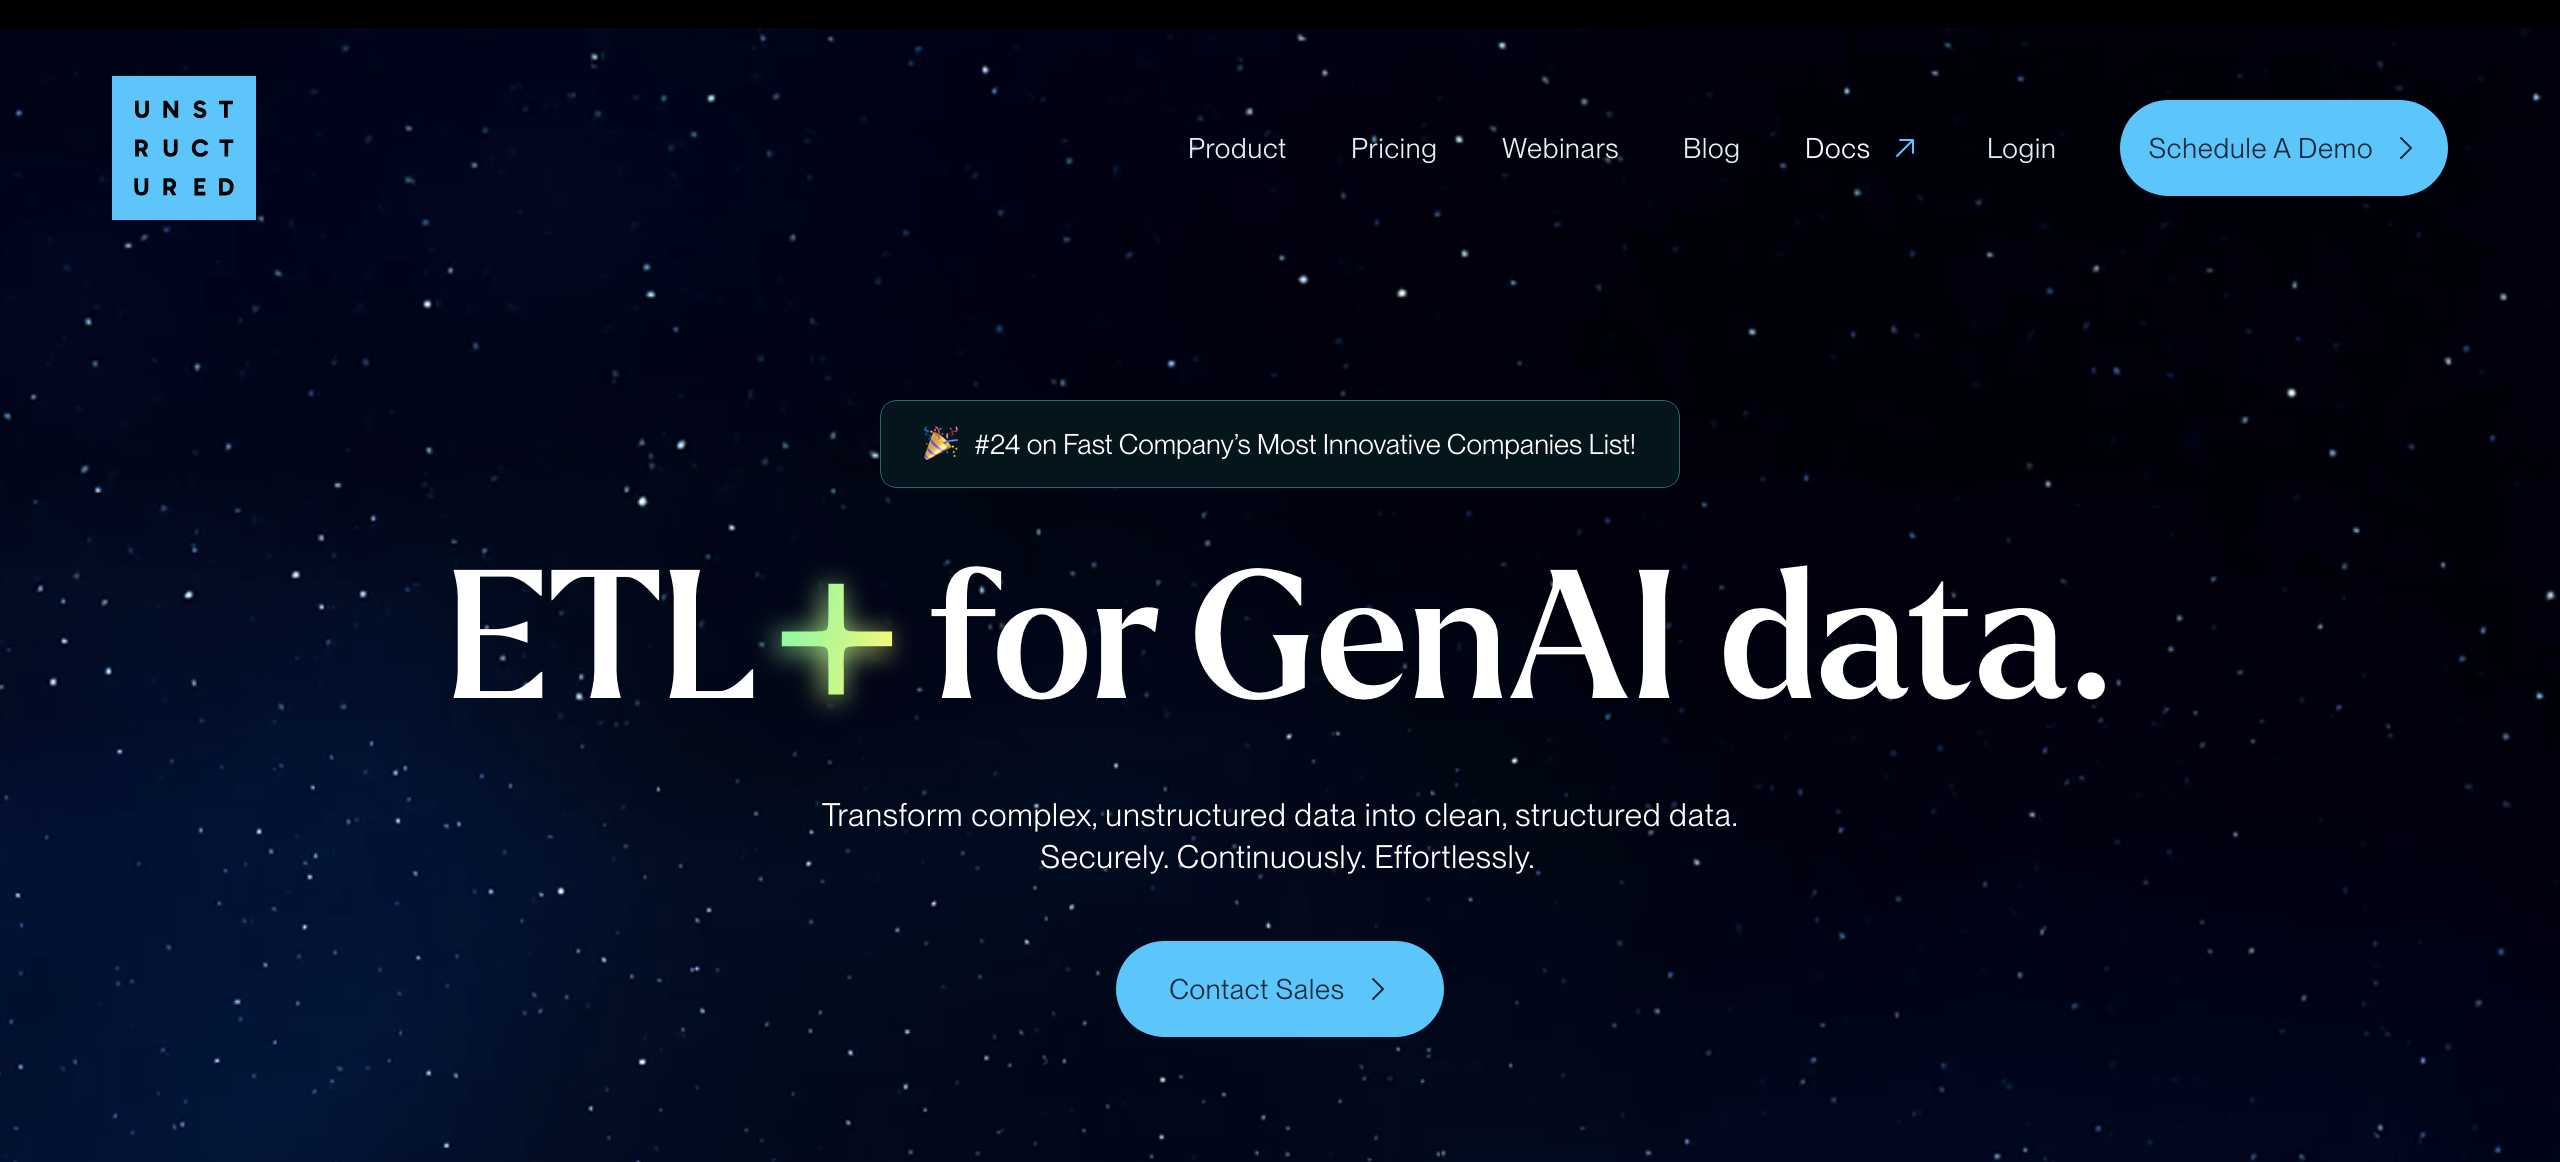 UNST
RUCT
URED
Product Pricing Webinars Blog Docs Login Schedule A Demo
#24 on Fast Company’s Most Innovative Companies List!
ETL+ for GenAI data.
Transform complex, unstructured data into clean, structured data.
Securely. Continuously. Effortlessly.
Contact Sales